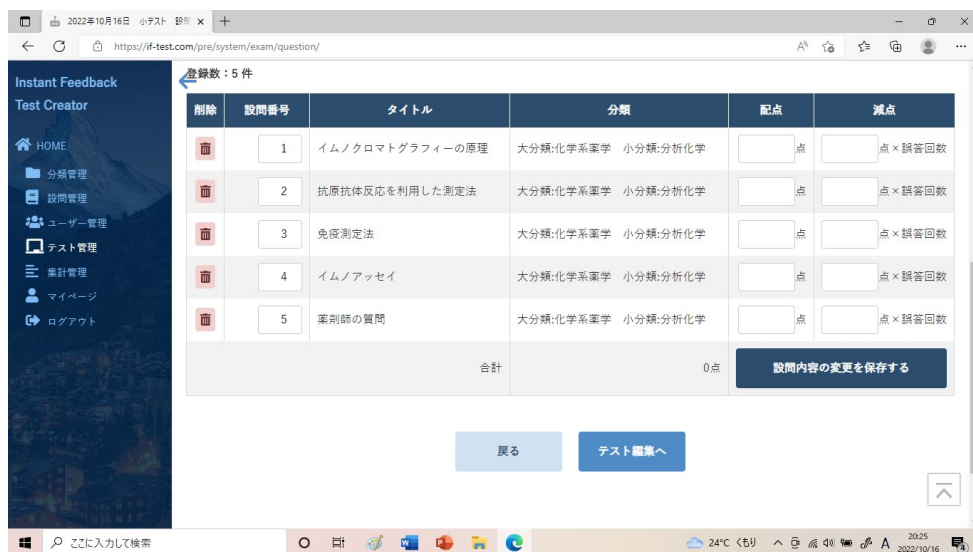 2022年10月16日 小テスト 設問
https://if-test.com/pre/system/exam/question/
Instant Feedback
Test Creator
HOME
分類管理
設問管理
ユーザー管理
テスト管理
集計管理
マイページ
ログアウト
登録数：5 件
削除 設問番号 タイトル 分類 配点 減点
1 イムノクロマトグラフィーの原理 大分類:化学系薬学 小分類:分析化学 点 点×誤答回数
2 抗原抗体反応を利用した測定法 大分類:化学系薬学 小分類:分析化学 点 点×誤答回数
3 免疫測定法 大分類:化学系薬学 小分類:分析化学 点 点×誤答回数
4 イムノアッセイ 大分類:化学系薬学 小分類:分析化学 点 点×誤答回数
5 薬剤師の質問 大分類:化学系薬学 小分類:分析化学 点 点×誤答回数
合計 0点 設問内容の変更を保存する
戻る テスト編集へ
ここに入力して検索 24°C くもり A 20:25
2022/10/16